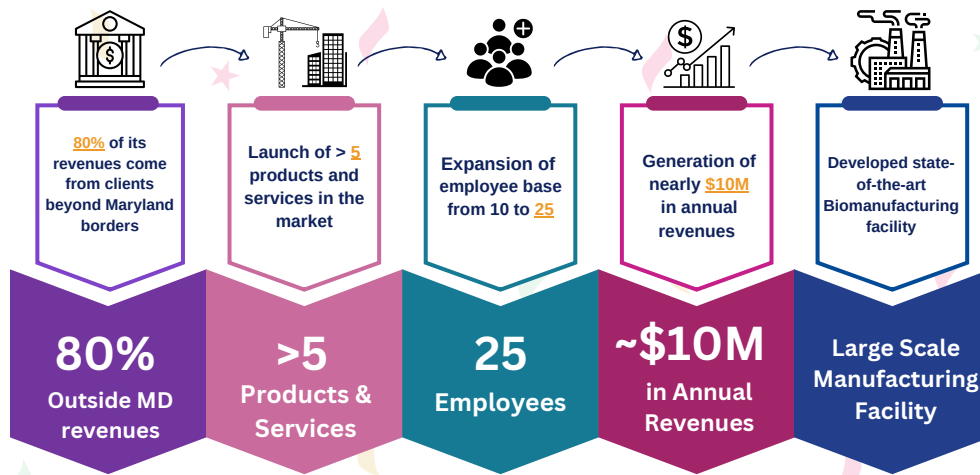 $
$
80% of its
revenues come
from clients
beyond Maryland
borders
Launch of > 5
products and
services in the
market
Expansion of
employee base
from 10 to 25
Generation of
nearly $10M
in annual
revenues
Developed state-
of-the-art
Biomanufacturing
facility
80%
Outside MD
revenues
>5
Products &
Services
25
Employees
~$10M
in Annual
Revenues
Large Scale
Manufacturing
Facility